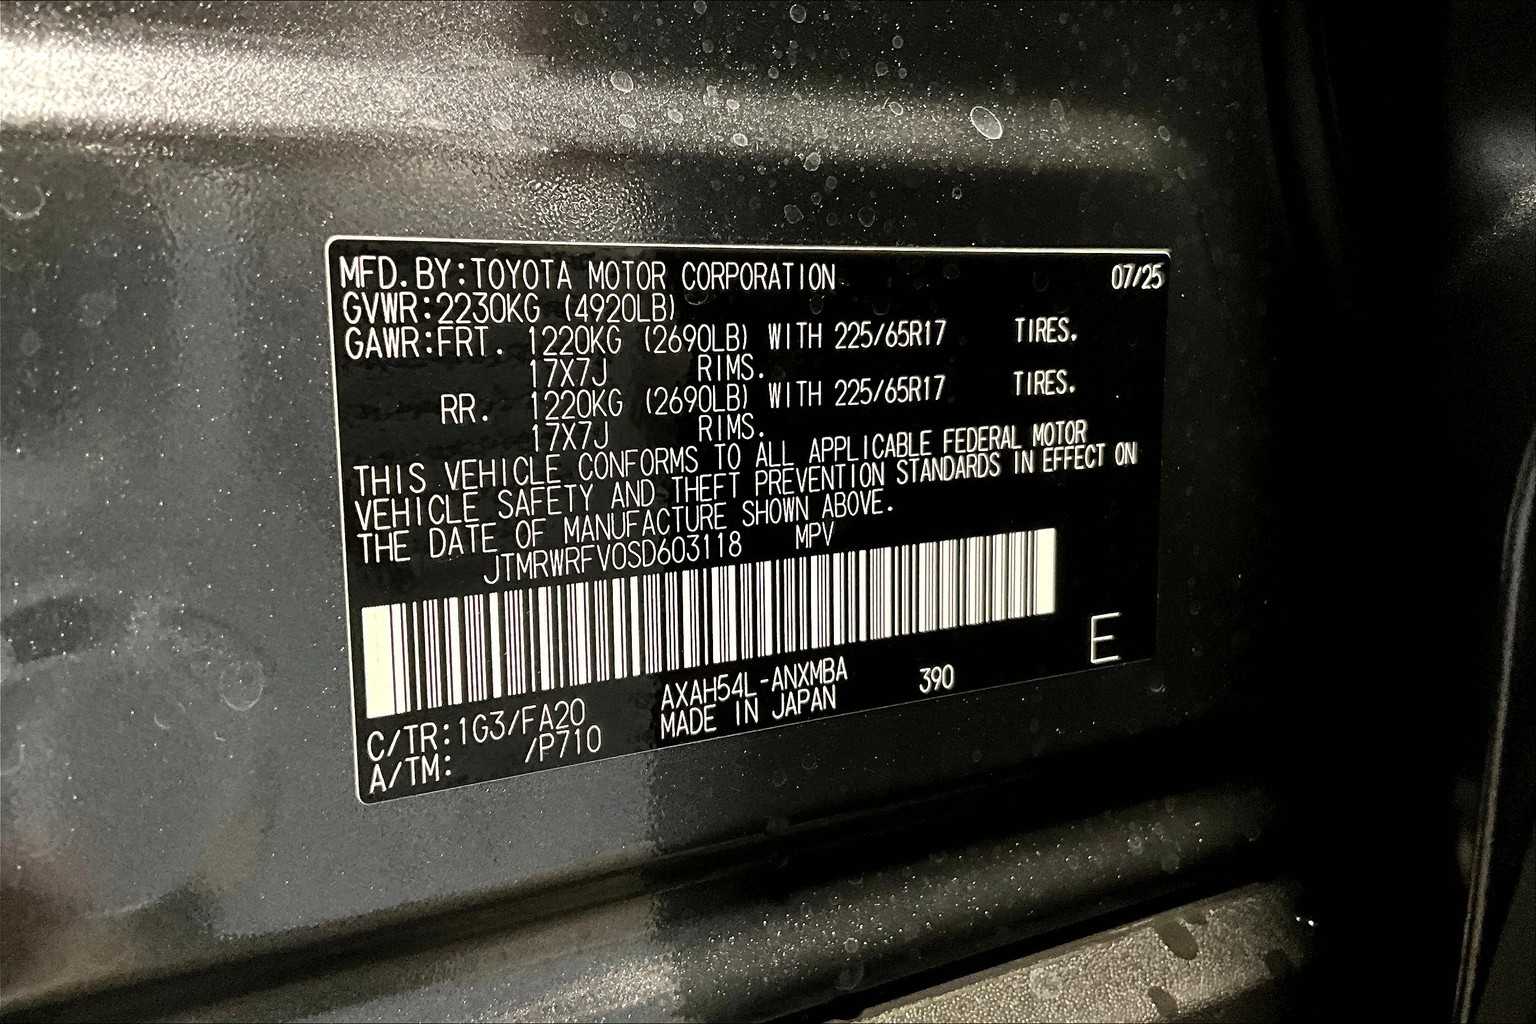 MFD. BY:TOYOTA MOTOR CORPORATION 07/25
GVWR:2230KG (4920LB)
GAWR:FRT. 1220KG (2690LB) WITH 225/65R17 TIRES.
17X7J RIMS.
RR. 1220KG (2690LB) WITH 225/65R17 TIRES.
17X7J RIMS.
THIS VEHICLE CONFORMS TO ALL APPLICABLE FEDERAL MOTOR
VEHICLE SAFETY AND THEFT PREVENTION STANDARDS IN EFFECT ON
THE DATE OF MANUFACTURE SHOWN ABOVE.
JTMRWRFV0SD603118 MPV
E
C/TR:1G3/FA20 AXAH54L-ANXMBA 390
A/TM: /P710 MADE IN JAPAN